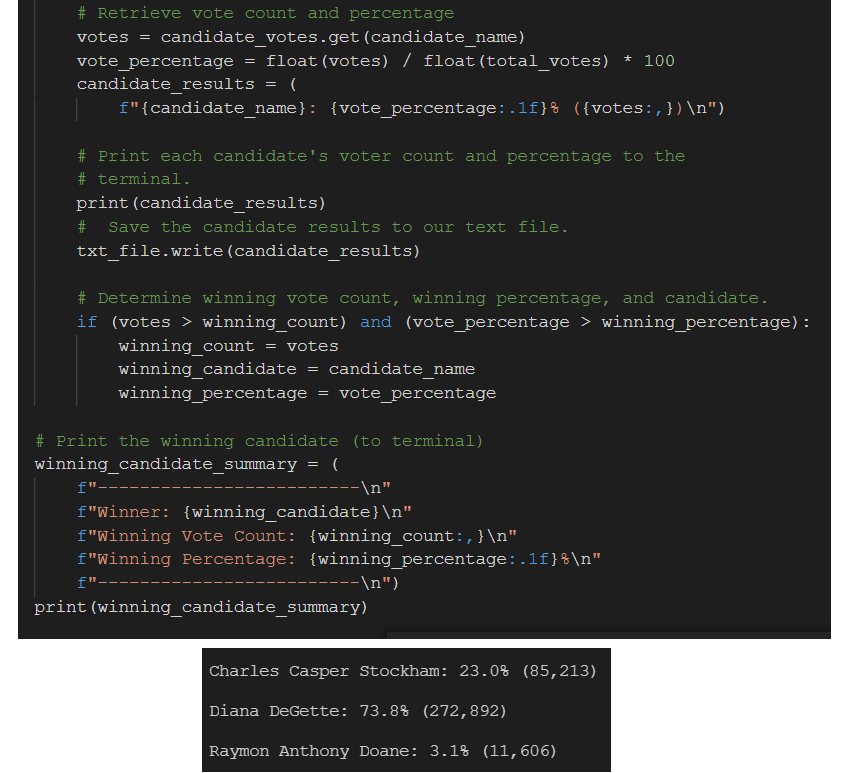 # Retrieve vote count and percentage
votes = candidate_votes.get(candidate_name)
vote_percentage = float(votes) / float(total_votes) * 100
candidate_results = (
f"{candidate_name}: {vote_percentage:.1f}% ({votes:,})\n")
# Print each candidate's voter count and percentage to the
# terminal.
print(candidate_results)
#  Save the candidate results to our text file.
txt_file.write(candidate_results)
# Determine winning vote count, winning percentage, and candidate.
if (votes > winning_count) and (vote_percentage > winning_percentage):
winning_count = votes
winning_candidate = candidate_name
winning_percentage = vote_percentage
# Print the winning candidate (to terminal)
winning_candidate_summary = (
f"-------------------------\n"
f"Winner: {winning_candidate}\n"
f"Winning Vote Count: {winning_count:,}\n"
f"Winning Percentage: {winning_percentage:.1f}%\n"
f"-------------------------\n")
print(winning_candidate_summary)
Charles Casper Stockham: 23.0% (85,213)
Diana DeGette: 73.8% (272,892)
Raymon Anthony Doane: 3.1% (11,606)